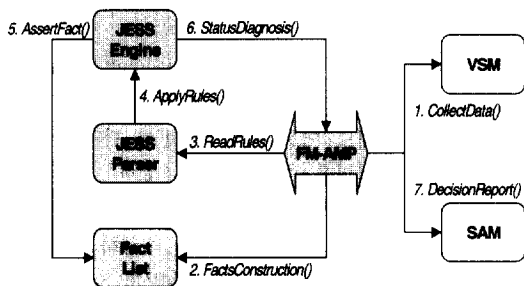 5. AssertFact()
JESS
Engine
6. StatusDiagnosis()
VSM
4. ApplyRules()
1. CollectData()
JESS
Parser
3. ReadRules()
FM-AMP
7. DecisionReport()
Fact
List
2. FactsConstruction()
SAM